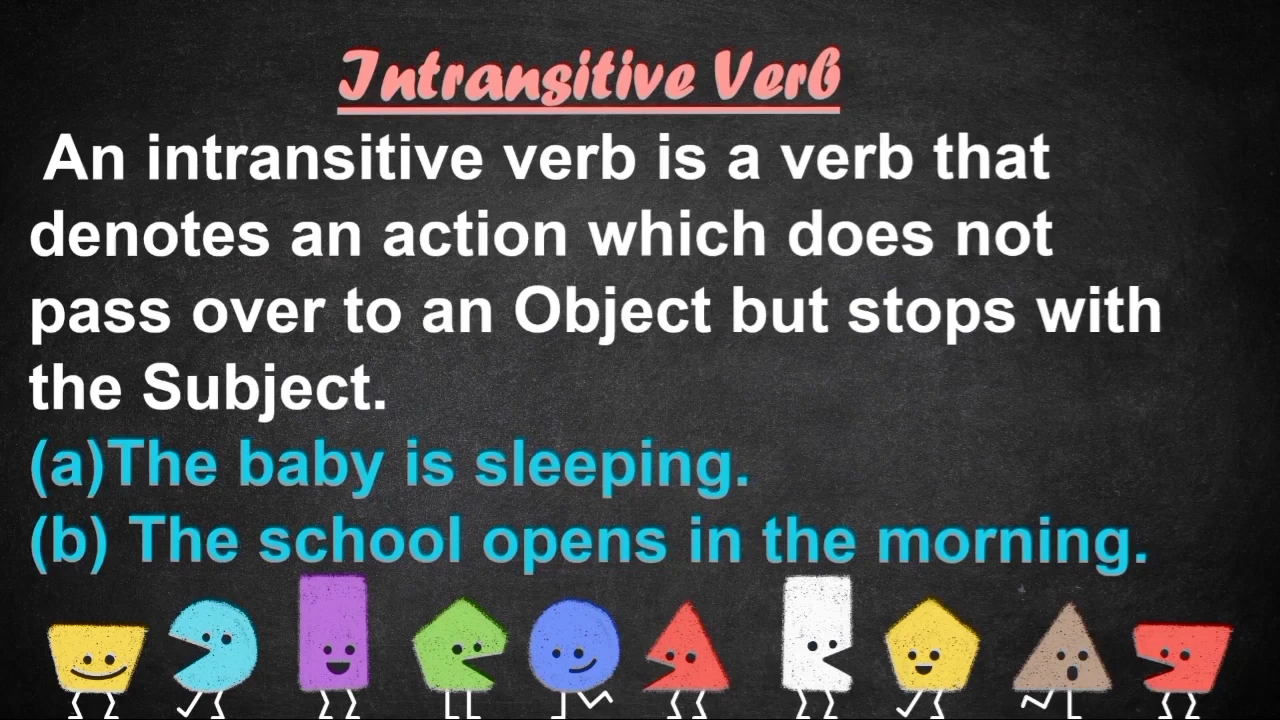 Intransitive Verb
An intransitive verb is a verb that
denotes an action which does not
pass over to an Object but stops with
the Subject.
(a)The baby is sleeping.
(b) The school opens in the morning.